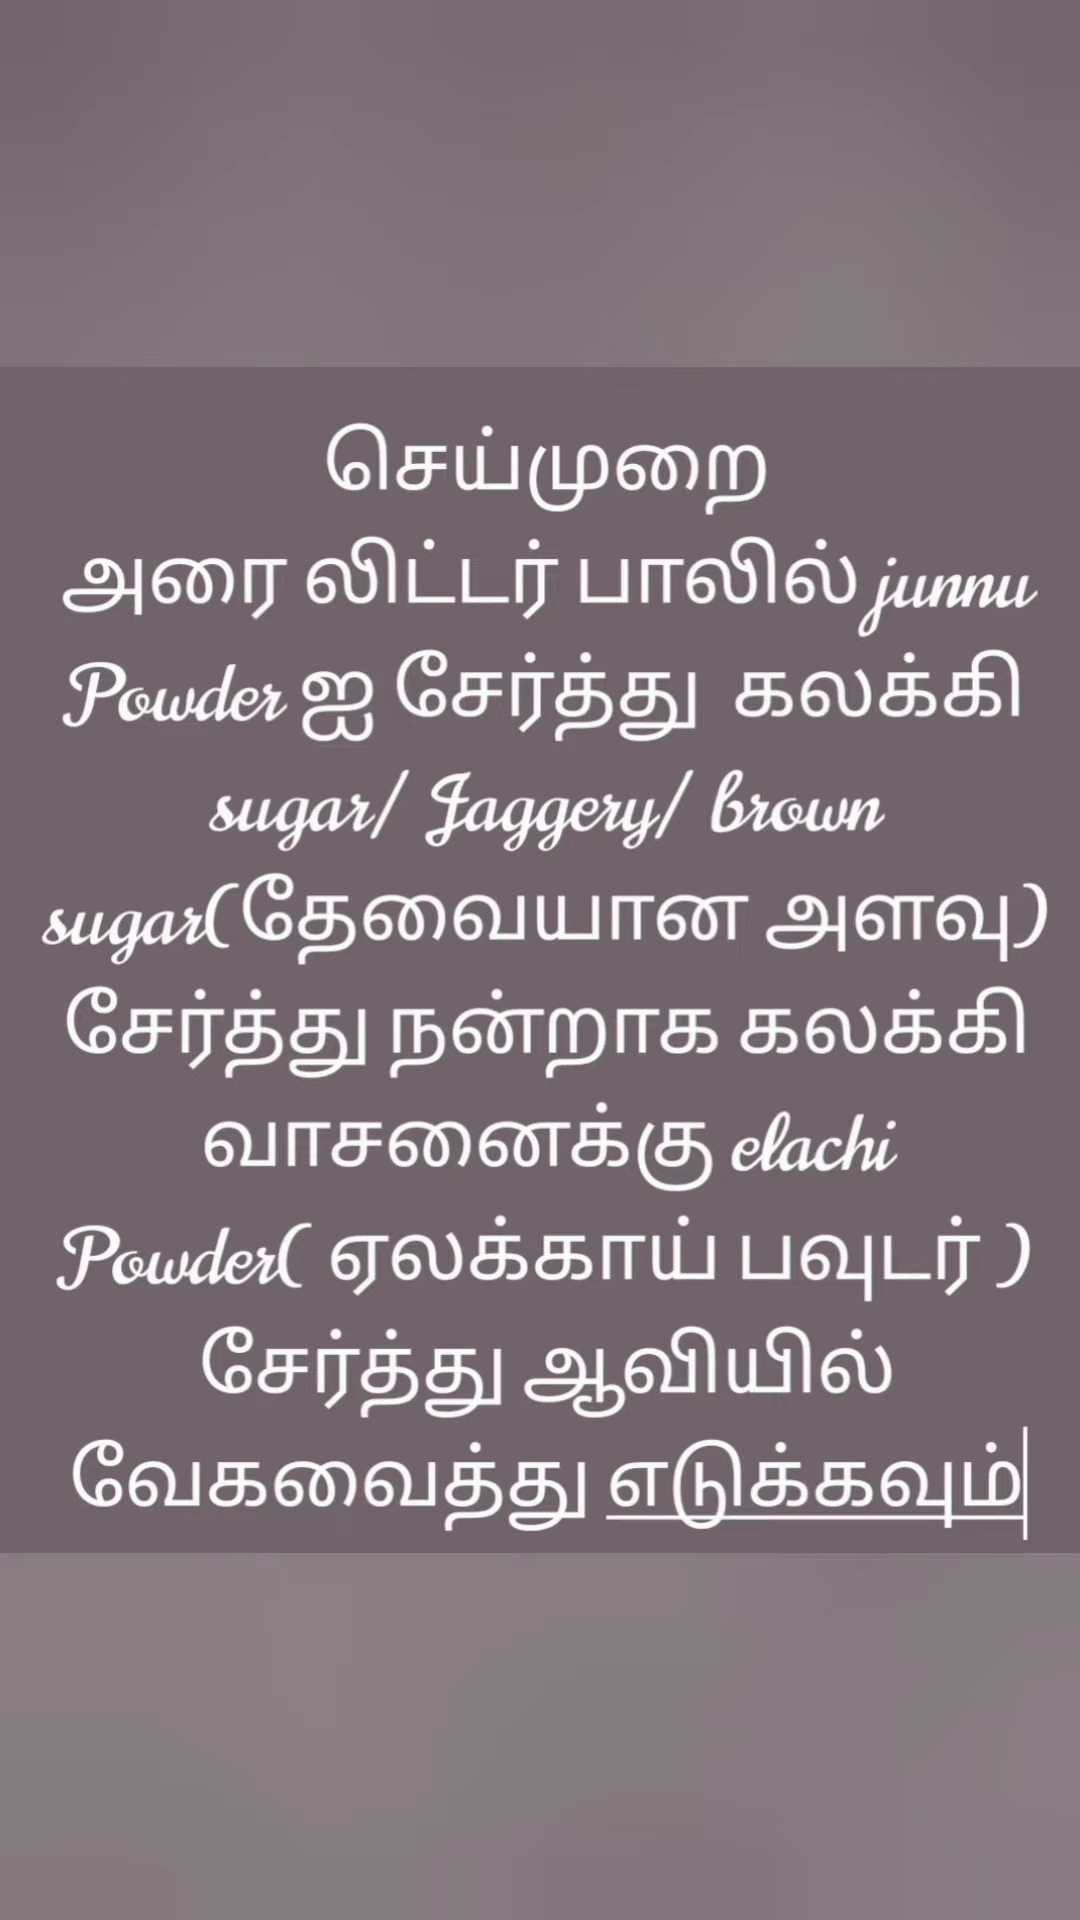 செய்முறை
அரை லிட்டர் பாலில் junnu
Powder ஐ சேர்த்து கலக்கி
sugar/ Jaggery/ brown
sugar(தேவையான அளவு)
சேர்த்து நன்றாக கலக்கி
வாசனைக்கு elachi
Powder( ஏலக்காய் பவுடர் )
சேர்த்து ஆவியில்
வேகவைத்து எடுக்கவும்